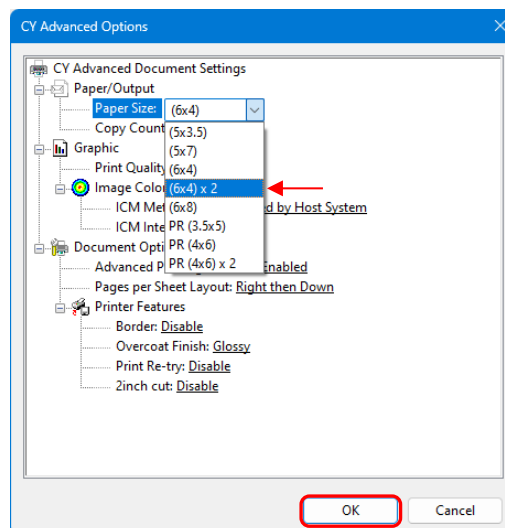 CY Advanced Options
CY Advanced Document Settings
Paper/Output
Paper Size: (6x4)
Copy Count
(5x3.5)
(5x7)
Graphic
Print Quality
(6x4)
Image Color
(6x4) x 2
ICM
(6x8)
d by Host System
ICM
PR (3.5x5)
Document Opti
PR (4x6)
Advanced P
PR (4x6) x 2
Enabled
Pages per Sheet Layout: Right then Down
Printer Features
Border: Disable
Overcoat Finish: Glossy
Print Re-try: Disable
2inch cut: Disable
OK
Cancel